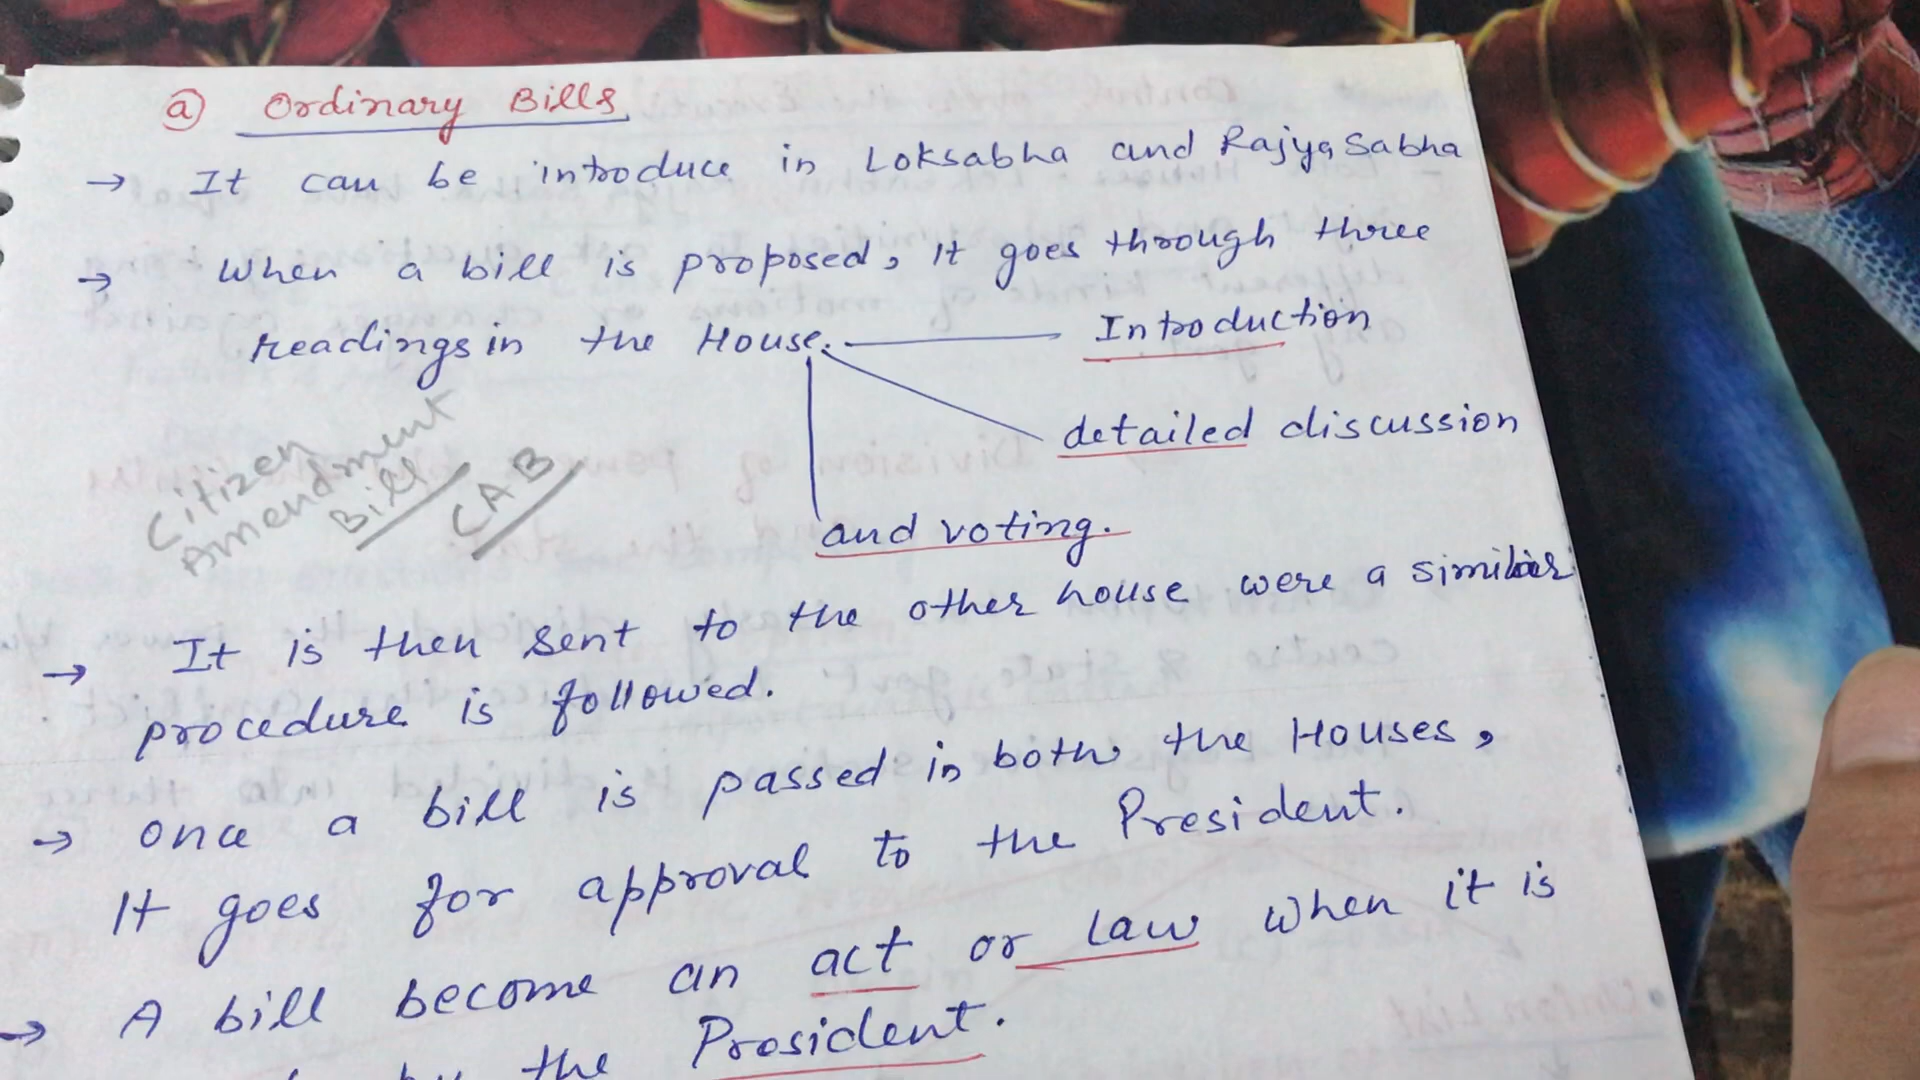 a) Ordinary Bills
→ It can be introduce in Loksabha and Rajya Sabha
→ When a bill is proposed, it goes through three
readings in the House.
Introduction
detailed discussion
and voting.
Citizen
Amendment
Bill
CAB
→ It is then sent to the other house were a similar
procedure is followed.
→ Once a bill is passed in both the Houses,
It goes for approval to the President.
→ A bill become an act or law when it is
by the President.